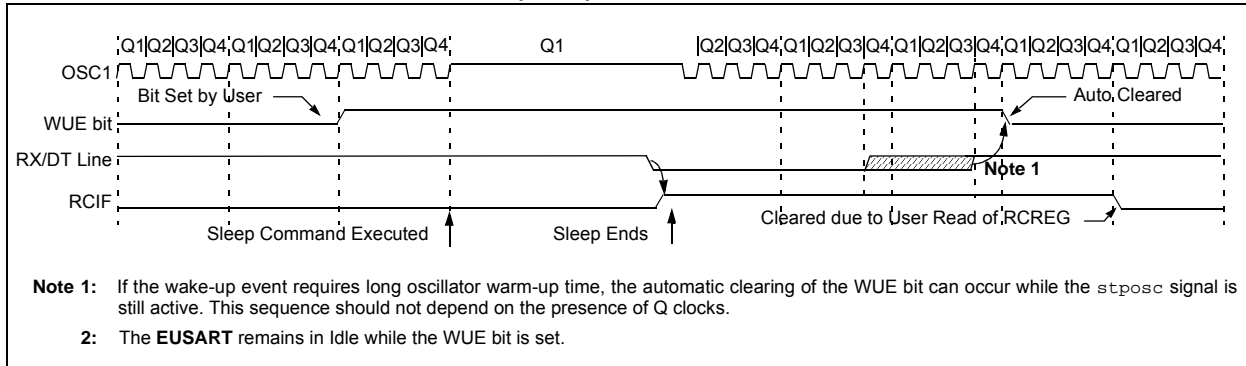 Q1 Q2 Q3 Q4 Q1 Q2 Q3 Q4 Q1 Q2 Q3 Q4 Q1 Q2 Q3 Q4 Q1 Q2 Q3 Q4 Q1 Q2 Q3 Q4 Q1 Q2 Q3 Q4 Q1 Q2 Q3 Q4
OSC1
Bit Set by User
Auto Cleared
WUE bit
RX/DT Line
Note 1
RCIF
Cleared due to User Read of RCREG
Sleep Command Executed
Sleep Ends
Note 1: If the wake-up event requires long oscillator warm-up time, the automatic clearing of the WUE bit can occur while the stposc signal is
still active. This sequence should not depend on the presence of Q clocks.
2: The EUSART remains in Idle while the WUE bit is set.